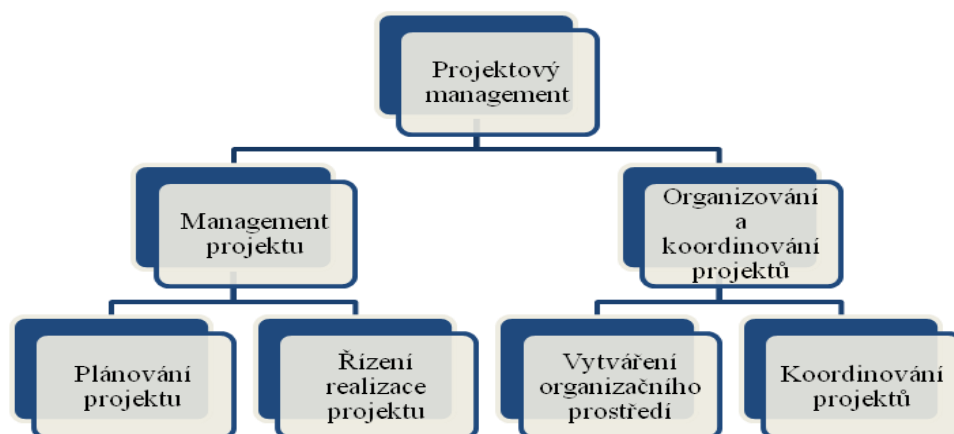 Projektový
management
Management
projektu
Organizování
a
koordinování
projektů
Plánování
projektu
Řízení
realizace
projektu
Vytváření
organizačního
prostředí
Koordinování
projektů